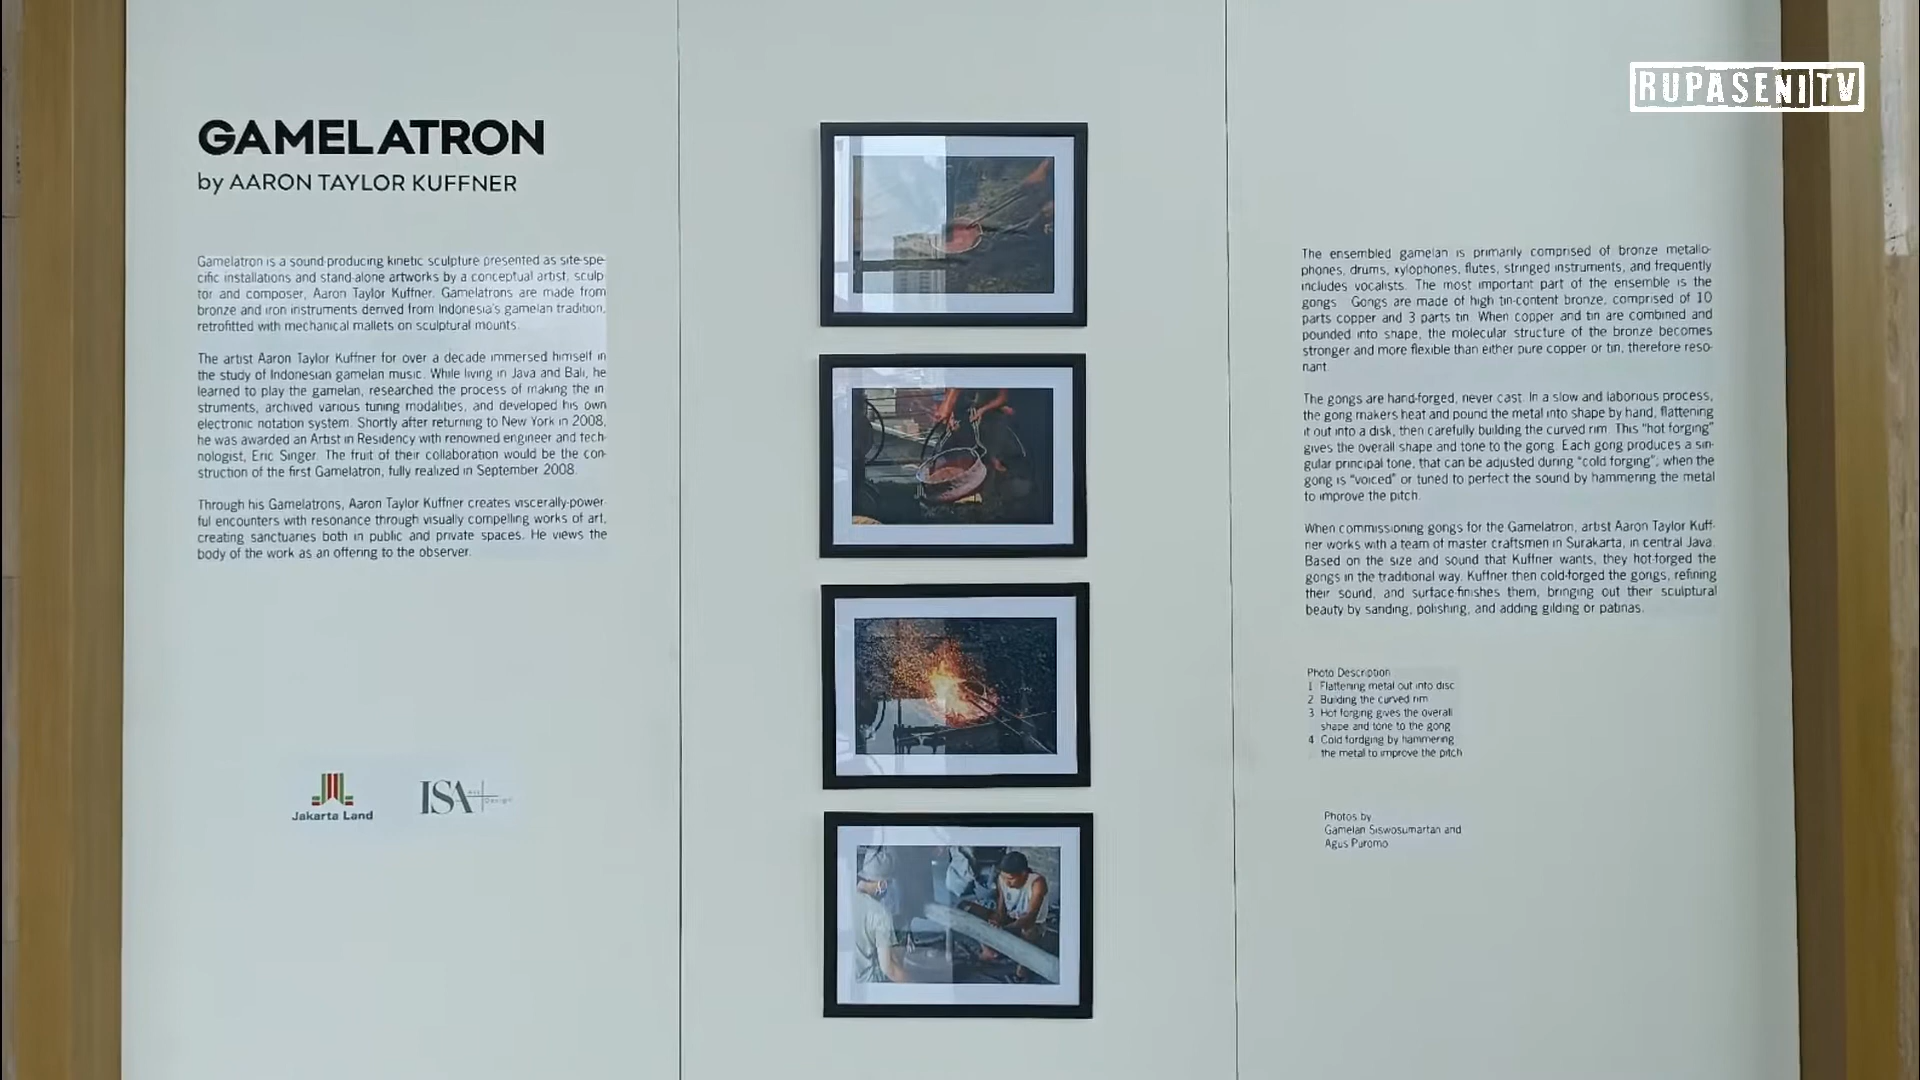 GAMELATRON
by AARON TAYLOR KUFFNER
Gamelatron is a sound-producing kinetic sculpture presented as site-spe-
cific installations and stand-alone artworks by a conceptual artist, sculp-
tor and composer, Aaron Taylor Kuffner. Gamelatrons are made from
bronze and iron instruments derived from Indonesia's gamelan tradition,
retrofitted with mechanical mallets on sculptural mounts.
The artist Aaron Taylor Kuffner for over a decade immersed himself in
the study of Indonesian gamelan music. While living in Java and Bali, he
learned to play the gamelan, researched the process of making the in-
struments, archived various tuning modalities, and developed his own
electronic notation system. Shortly after returning to New York in 2008,
he was awarded an Artist in Residency with renowned engineer and tech-
nologist, Eric Singer. The fruit of their collaboration would be the con-
struction of the first Gamelatron, fully realized in September 2008.
Through his Gamelatrons, Aaron Taylor Kuffner creates viscerally-power-
ful encounters with resonance through visually compelling works of art,
creating sanctuaries both in public and private spaces. He views the
body of the work as an offering to the observer.
Jakarta Land
ISA Art Design
RUPASENI TV
The ensembled gamelan is primarily comprised of bronze metallo-
phones, drums, xylophones, flutes, stringed instruments, and frequently
includes vocalists. The most important part of the ensemble is the
gongs. Gongs are made of high tin-content bronze, comprised of 10
parts copper and 3 parts tin. When copper and tin are combined and
pounded into shape, the molecular structure of the bronze becomes
stronger and more flexible than either pure copper or tin, therefore reso-
nant.
The gongs are hand-forged, never cast. In a slow and laborious process,
the gong makers heat and pound the metal into shape by hand, flattening
it out into a disk, then carefully building the curved rim. This "hot forging"
gives the overall shape and tone to the gong. Each gong produces a sin-
gular principal tone, that can be adjusted during "cold forging"; when the
gong is "voiced" or tuned to perfect the sound by hammering the metal
to improve the pitch.
When commissioning gongs for the Gamelatron, artist Aaron Taylor Kuff-
ner works with a team of master craftsmen in Surakarta, in central Java.
Based on the size and sound that Kuffner wants, they hot-forged the
gongs in the traditional way. Kuffner then cold-forged the gongs, refining
their sound, and surface-finishes them, bringing out their sculptural
beauty by sanding, polishing, and adding gilding or patinas.
Photo Description
1 Flattening metal out into disc
2 Building the curved rim
3 Hot forging gives the overall
shape and tone to the gong
4 Cold fordging by hammering
the metal to improve the pitch
Photos by
Gamelan Siswosumartan and
Agus Puromo